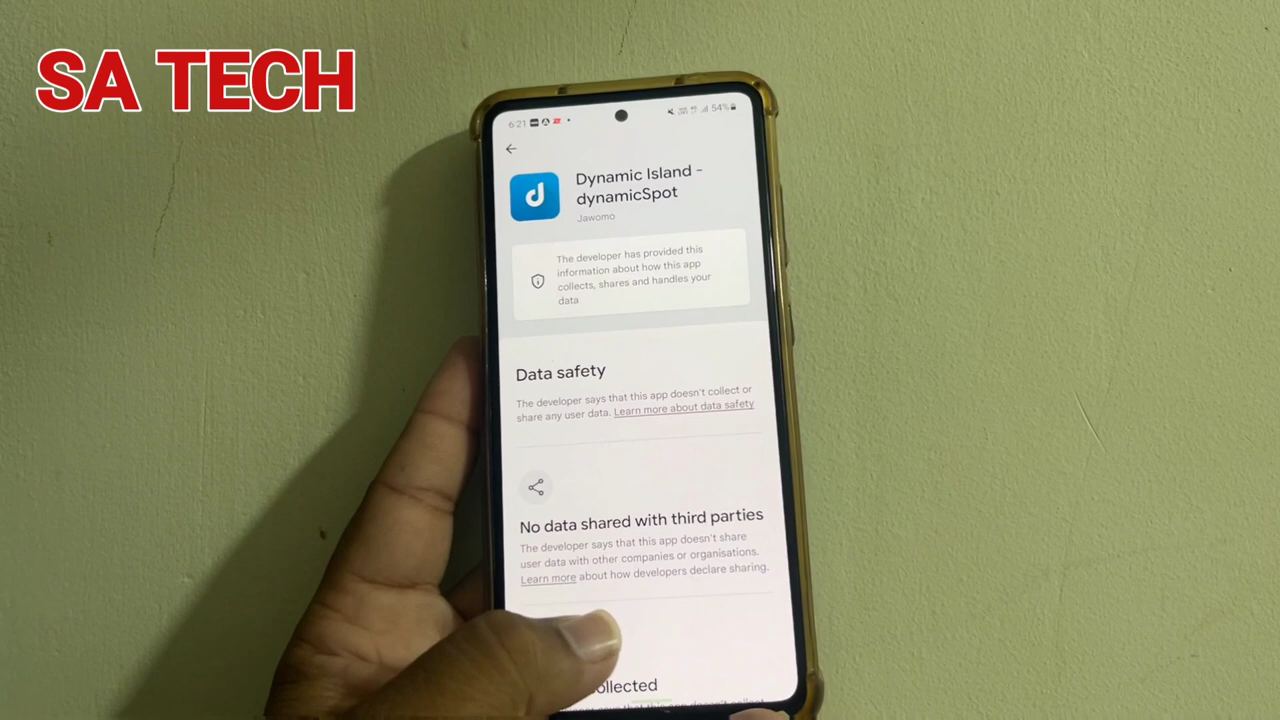 SA TECH
6:21
54%
Dynamic Island -
dynamicSpot
Jawomo
The developer has provided this
information about how this app
collects, shares and handles your
data
Data safety
The developer says that this app doesn't collect or
share any user data. Learn more about data safety
No data shared with third parties
The developer says that this app doesn't share
user data with other companies or organisations.
Learn more about how developers declare sharing.
ollected